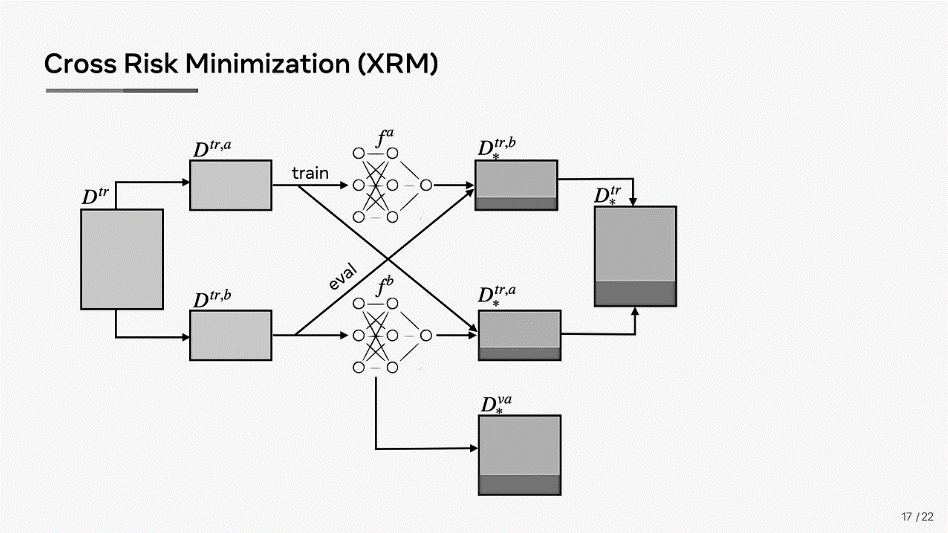 Cross Risk Minimization (XRM)
D^{tr}
D^{tr,a}
train
f^a
D_*^{tr,b}
D_*^{tr}
D^{tr,b}
eval
f^b
D_*^{tr,a}
D_*^{va}
17 / 22